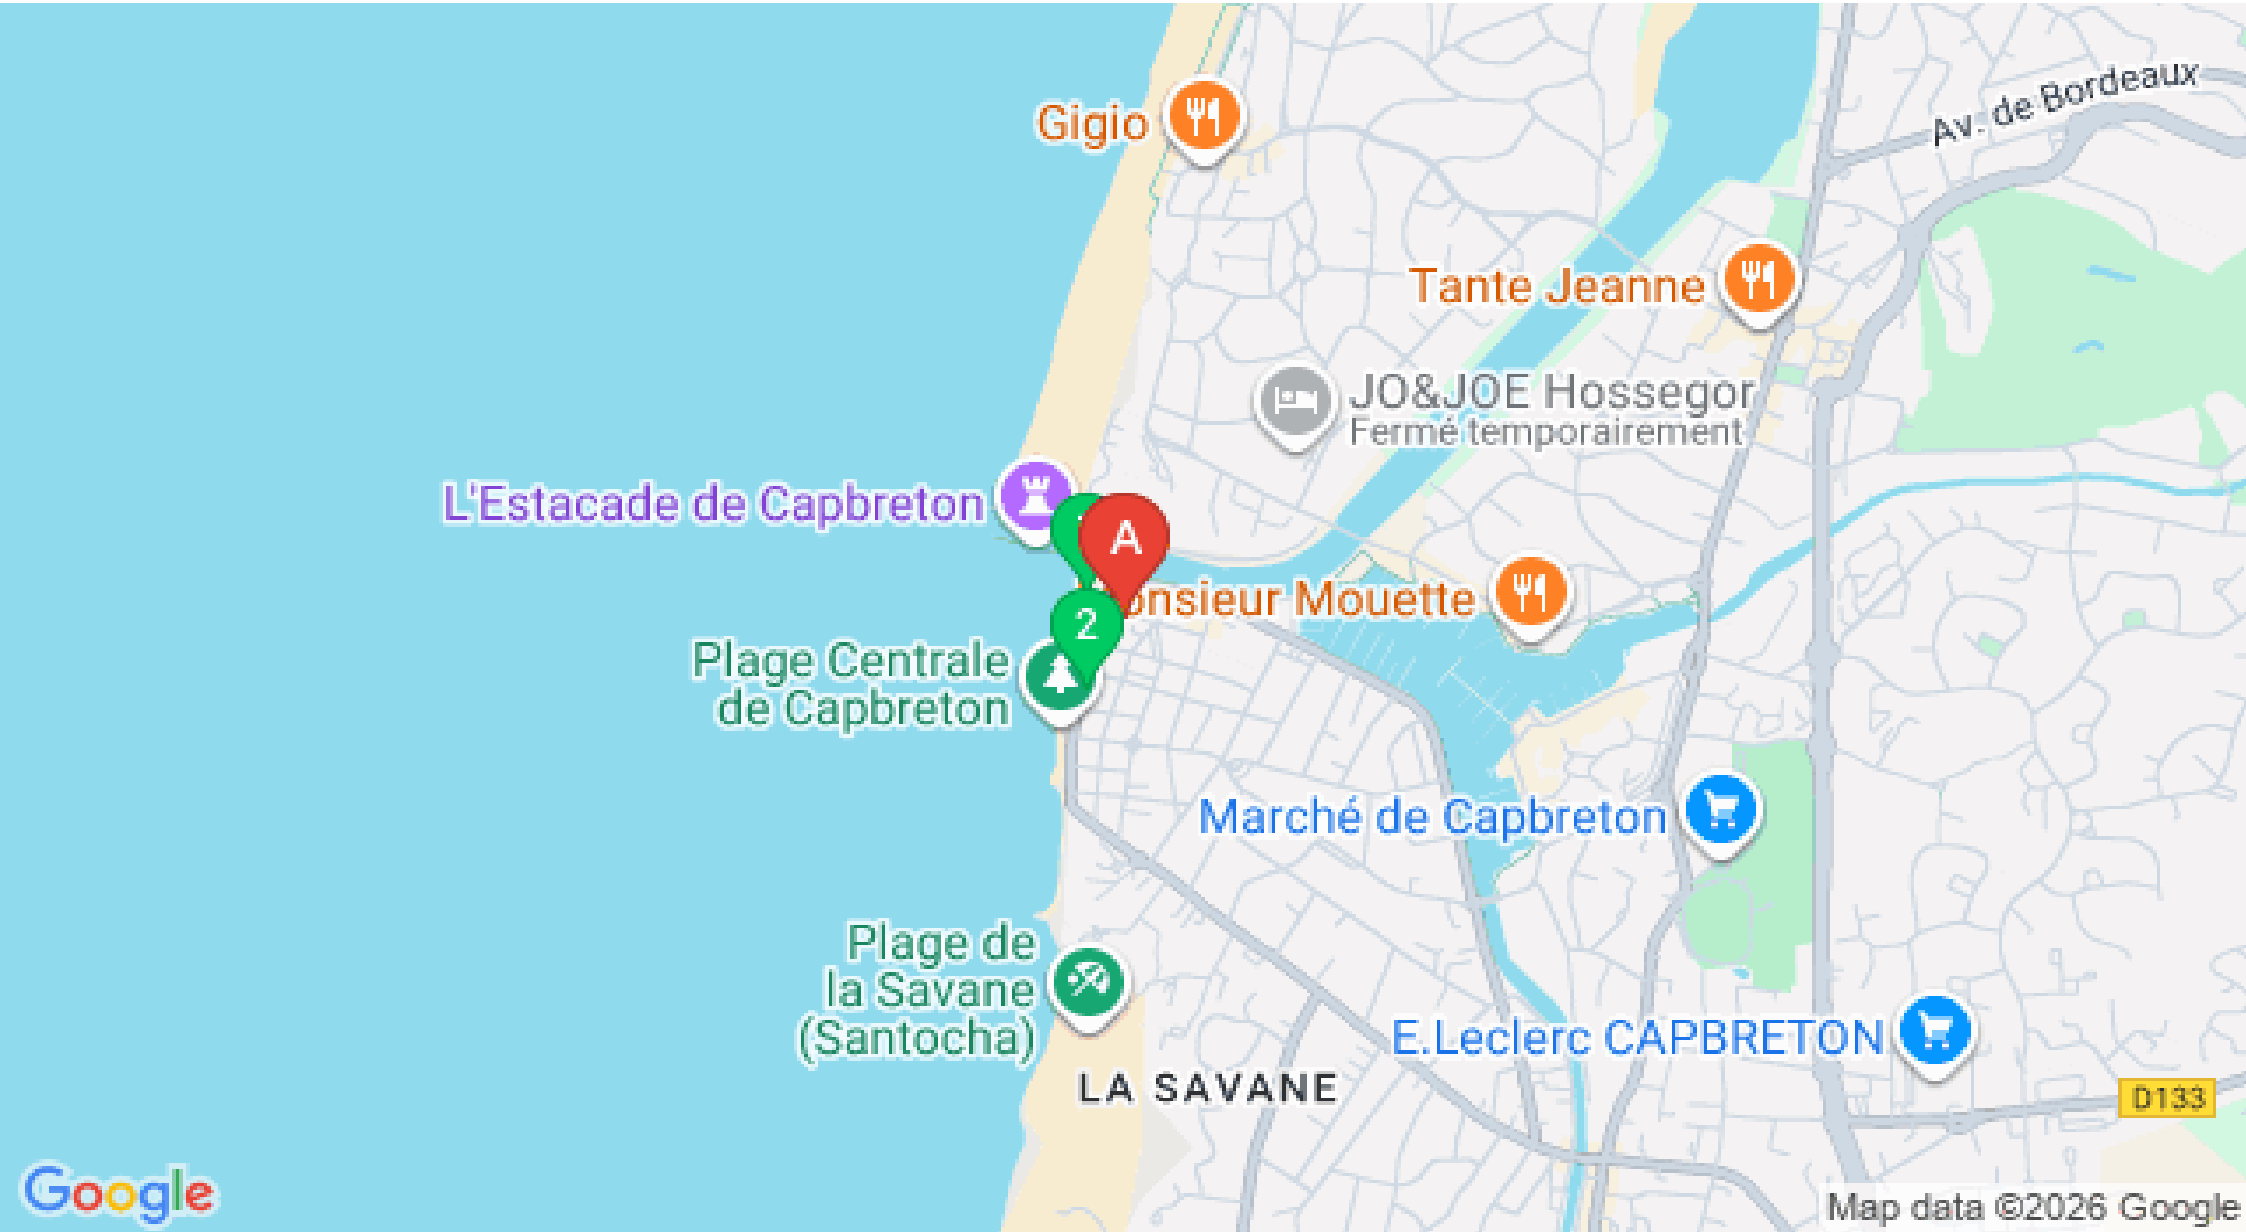 Av. de Bordeaux
Gigio
Tante Jeanne
JO&JOE Hossegor
Fermé temporairement
L'Estacade de Capbreton
A
Mouette
2
Plage Centrale
de Capbreton
Marché de Capbreton
Plage de
la Savane
(Santocha)
E.Leclerc CAPBRETON
LA SAVANE
D133
Google
Map data ©2026 Google